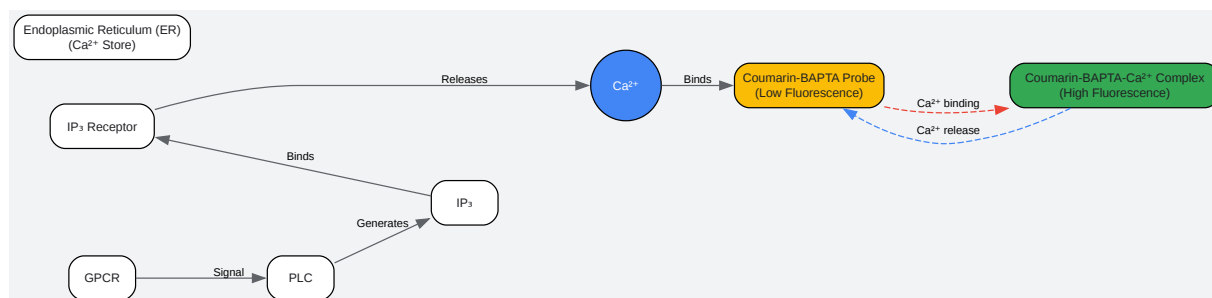 Endoplasmic Reticulum (ER)
(Ca²⁺ Store)
Releases
Ca²⁺
Binds
Coumarin-BAPTA Probe
(Low Fluorescence)
Coumarin-BAPTA-Ca²⁺ Complex
(High Fluorescence)
Ca²⁺ binding
Ca²⁺ release
IP₃ Receptor
Binds
IP₃
Generates
GPCR
Signal
PLC